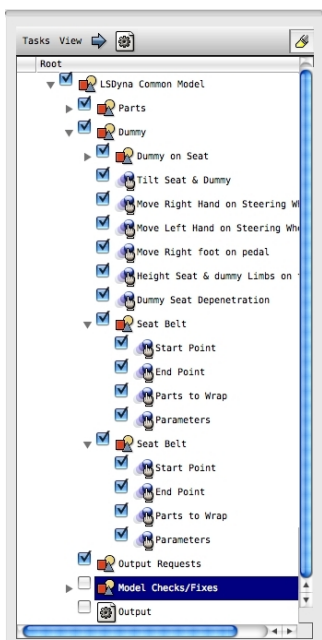 Tasks View
Root
LSDyna Common Model
Parts
Dummy
Dummy on Seat
Tilt Seat & Dummy
Move Right Hand on Steering Wh
Move Left Hand on Steering Whe
Move Right foot on pedal
Height Seat & dummy Limbs on
Dummy Seat Depenetration
Seat Belt
Start Point
End Point
Parts to Wrap
Parameters
Seat Belt
Start Point
End Point
Parts to Wrap
Parameters
Output Requests
Model Checks/Fixes
Output